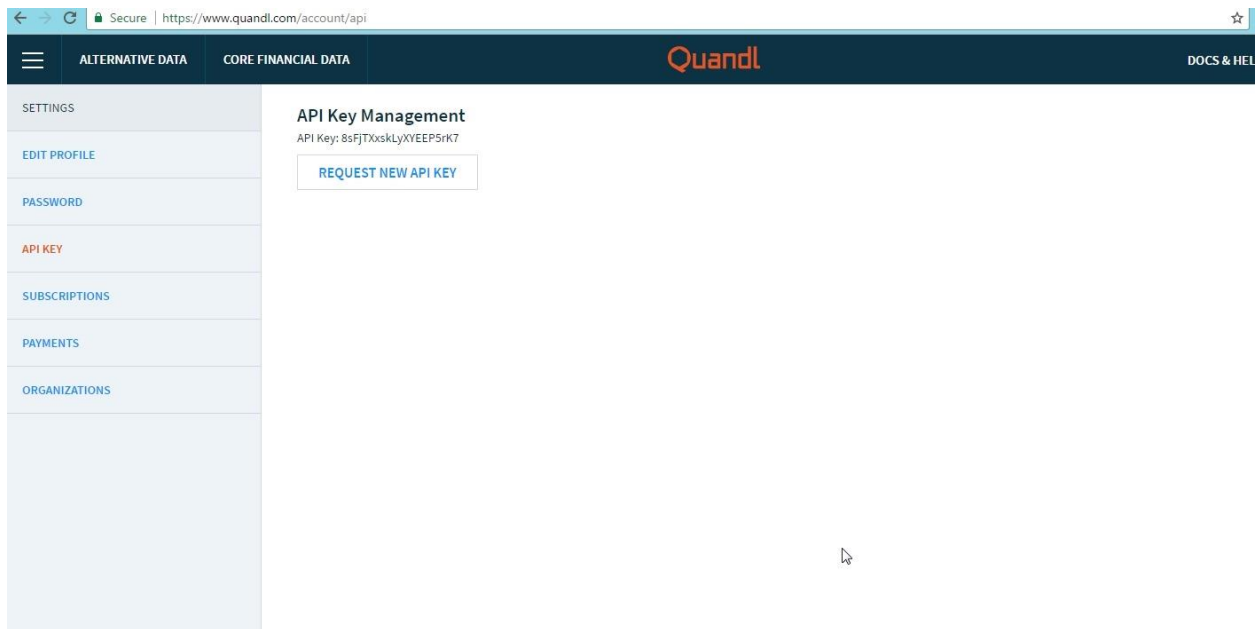 Secure | https://www.quandl.com/account/api
ALTERNATIVE DATA CORE FINANCIAL DATA Quandl DOCS & HEL
SETTINGS
EDIT PROFILE
PASSWORD
API KEY
SUBSCRIPTIONS
PAYMENTS
ORGANIZATIONS
API Key Management
API Key: 8sFjTXxskLyXYEEP5rK7
REQUEST NEW API KEY